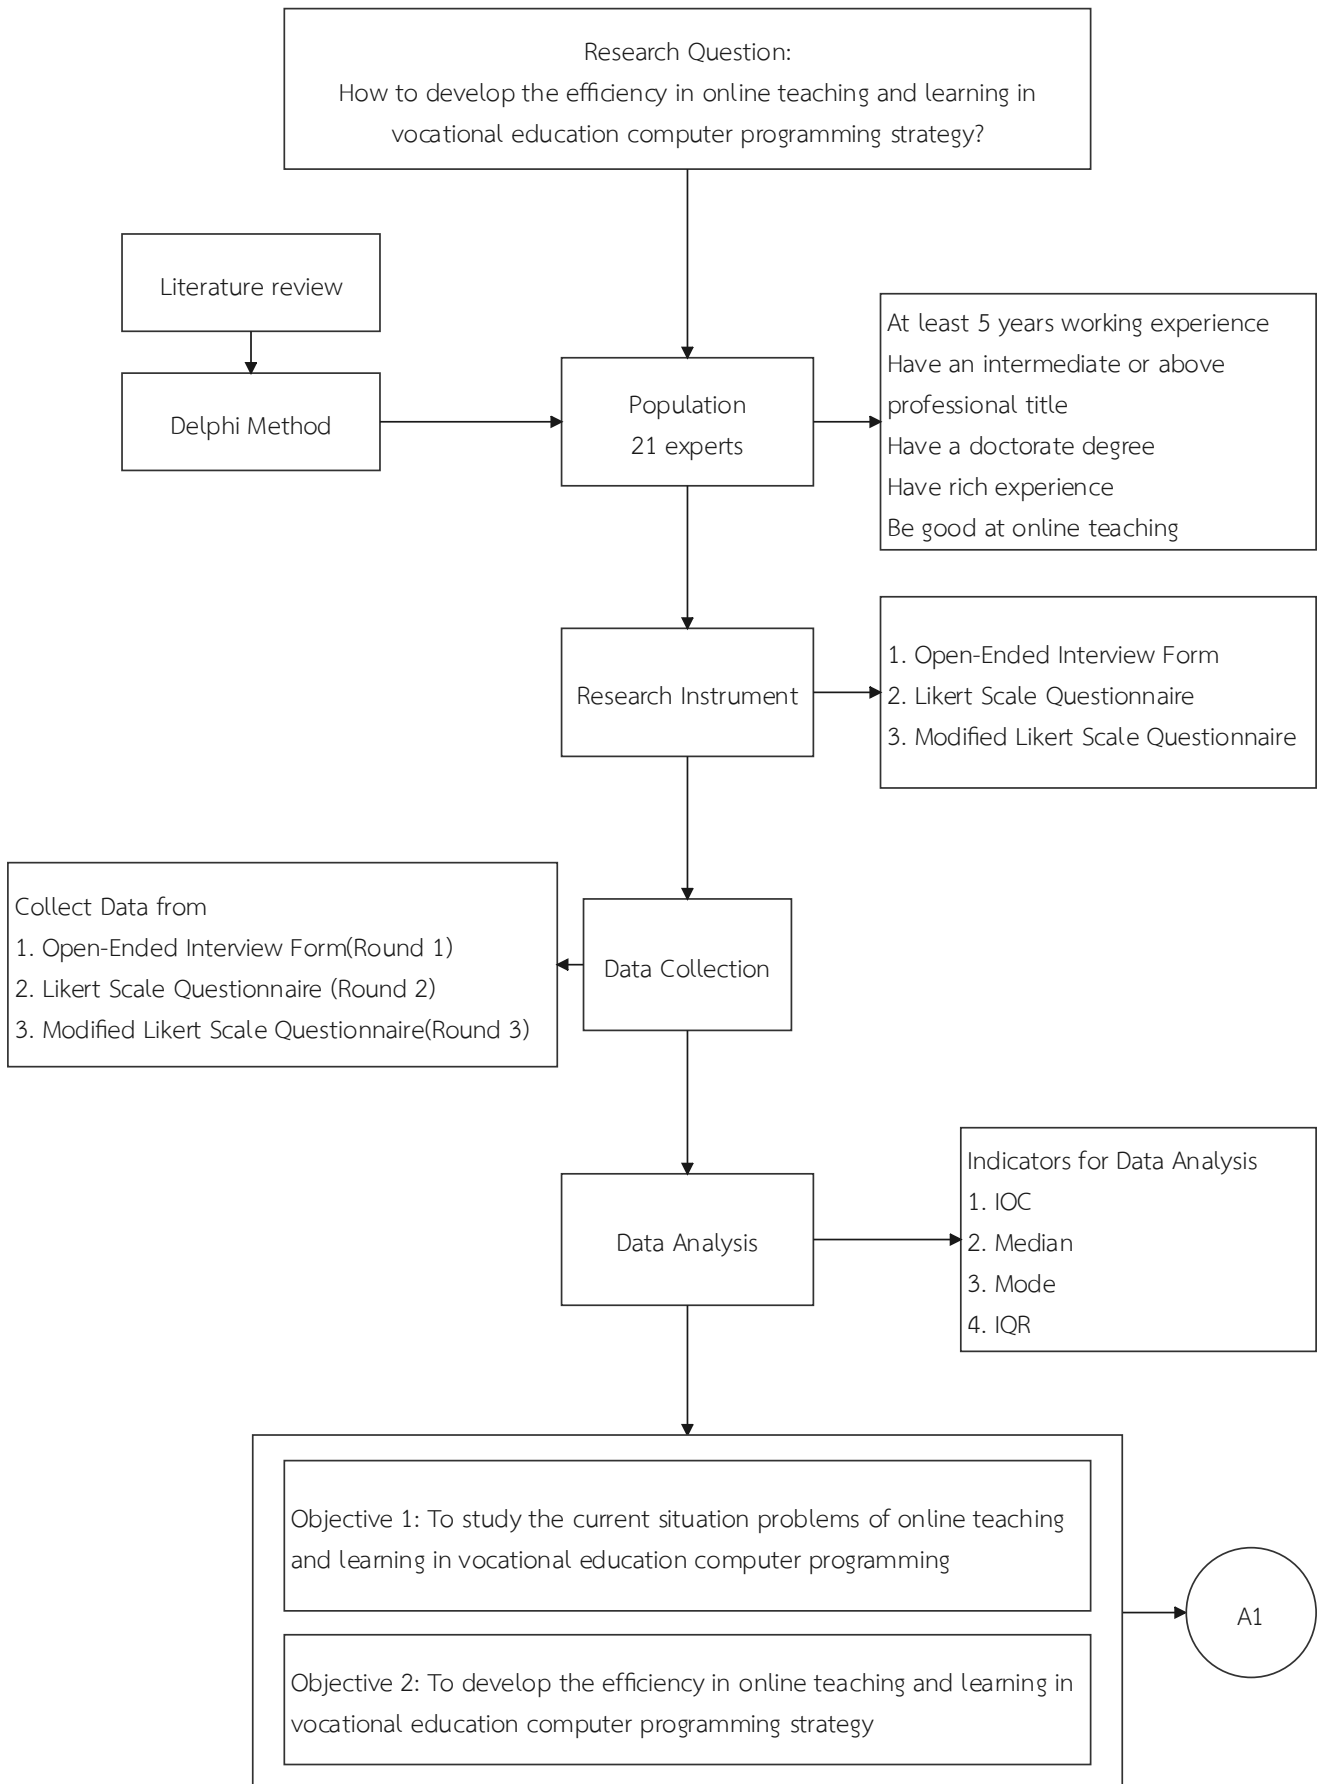 Research Question:
How to develop the efficiency in online teaching and learning in
vocational education computer programming strategy?
Literature review
Delphi Method
Population
21 experts
At least 5 years working experience
Have an intermediate or above
professional title
Have a doctorate degree
Have rich experience
Be good at online teaching
Research Instrument
1. Open-Ended Interview Form
2. Likert Scale Questionnaire
3. Modified Likert Scale Questionnaire
Collect Data from
1. Open-Ended Interview Form(Round 1)
2. Likert Scale Questionnaire (Round 2)
3. Modified Likert Scale Questionnaire(Round 3)
Data Collection
Data Analysis
Indicators for Data Analysis
1. IOC
2. Median
3. Mode
4. IQR
Objective 1: To study the current situation problems of online teaching
and learning in vocational education computer programming
Objective 2: To develop the efficiency in online teaching and learning in
vocational education computer programming strategy
A1